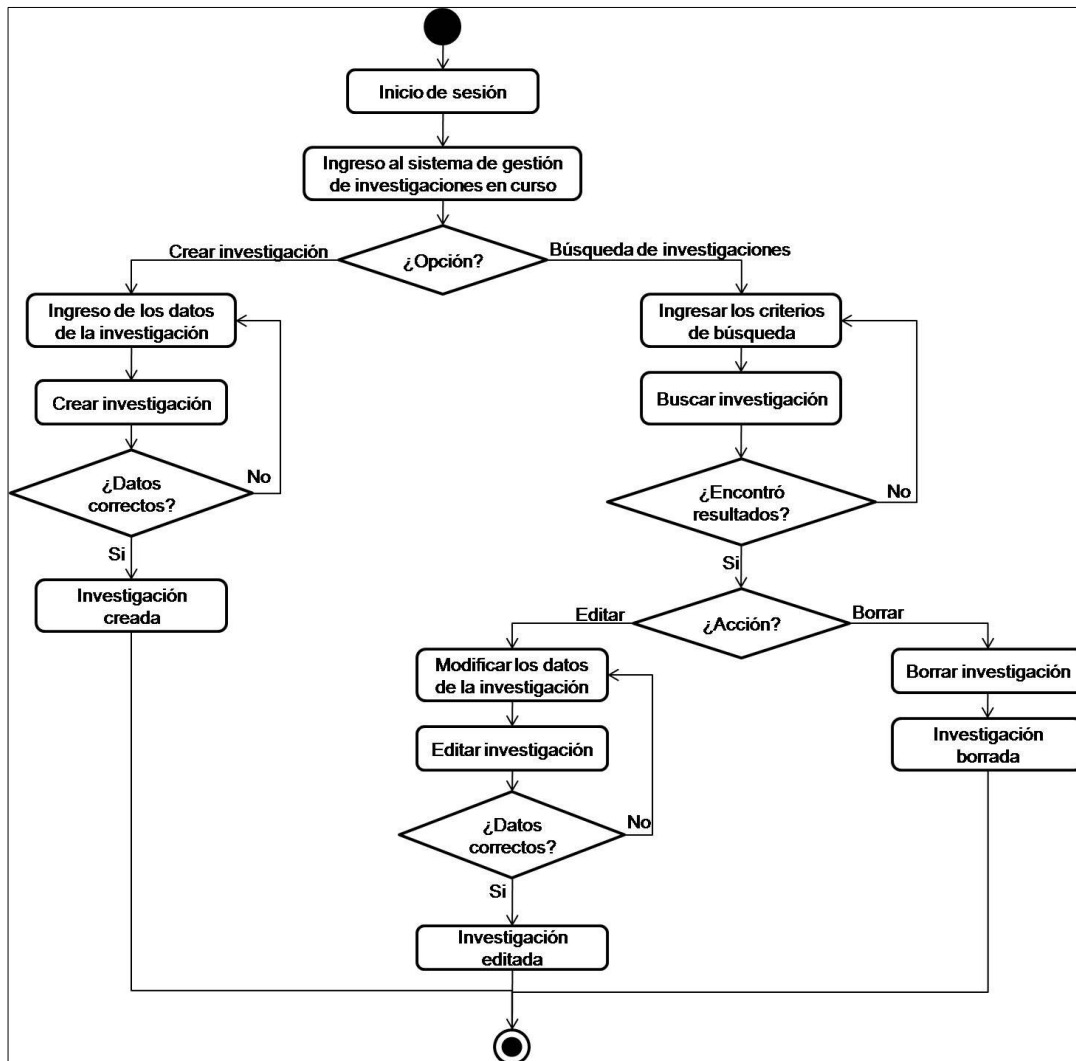 Inicio de sesión
Ingreso al sistema de gestión
de investigaciones en curso
¿Opción?
Crear investigación
Búsqueda de investigaciones
Ingreso de los datos
de la investigación
Crear investigación
¿Datos
correctos?
No
Si
Investigación
creada
Ingresar los criterios
de búsqueda
Buscar investigación
¿Encontró
resultados?
No
Si
¿Acción?
Editar
Borrar
Modificar los datos
de la investigación
Editar investigación
¿Datos
correctos?
No
Si
Investigación
editada
Borrar investigación
Investigación
borrada